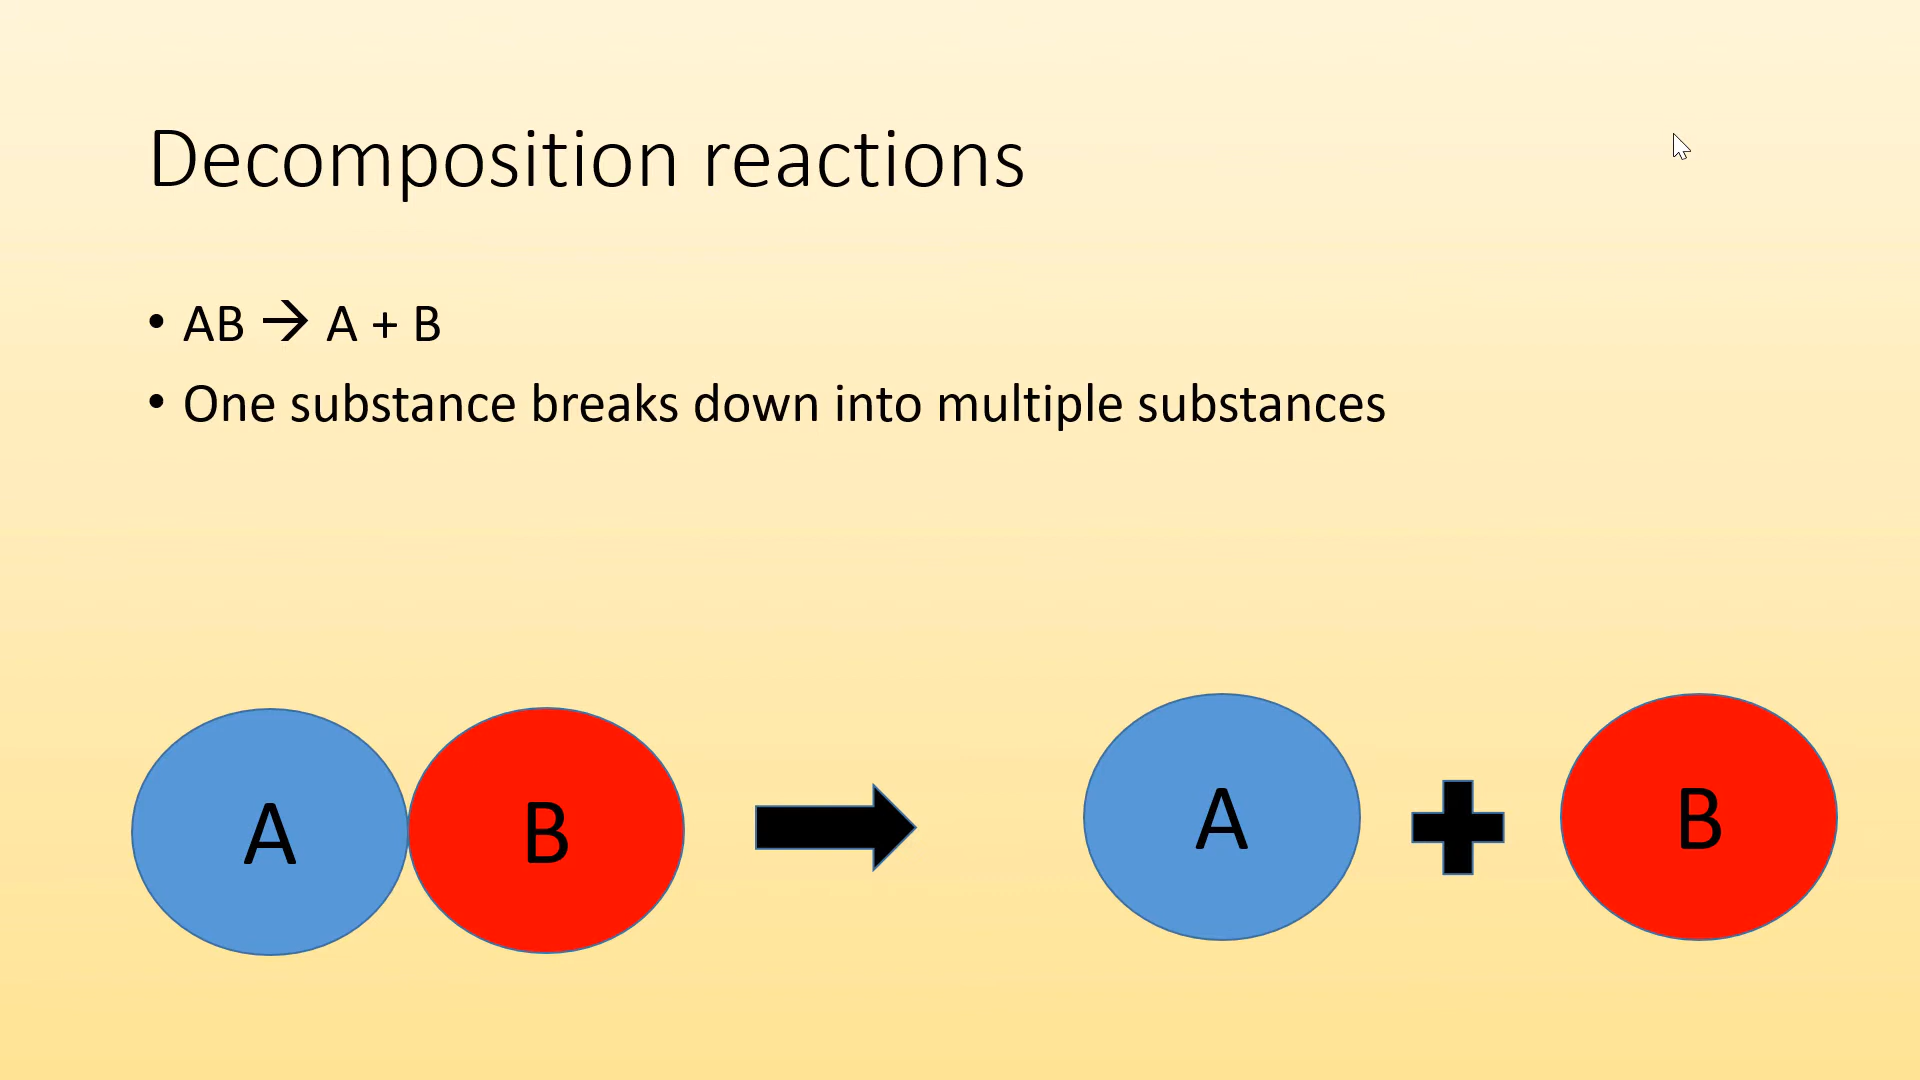 Decomposition reactions
• AB → A + B
• One substance breaks down into multiple substances
A B A B